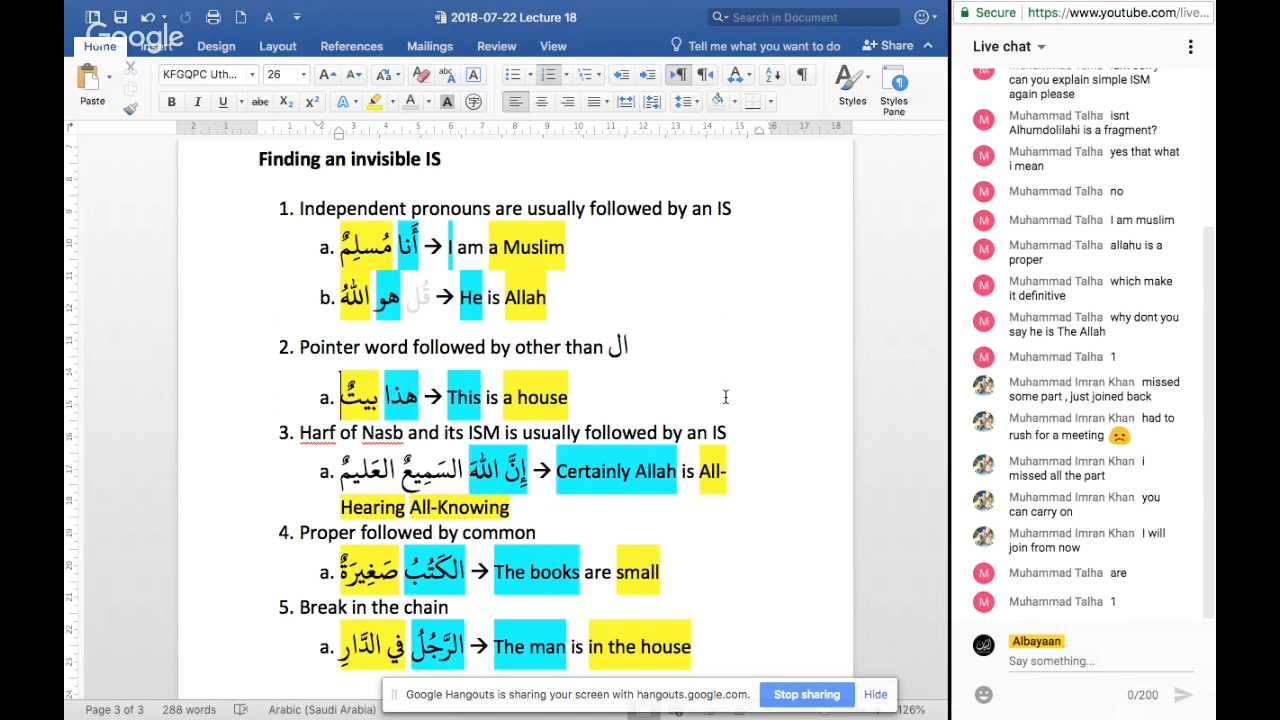 2018-07-22 Lecture 18
Search in Document
Google
Home
Design
Layout
References
Mailings
Review
View
Tell me what you want to do
Share
Paste
KFGQPC Uth...
26
Styles
Styles Pane
Finding an invisible IS
1. Independent pronouns are usually followed by an IS
a. أَنا مُسلِمٌ → I am a Muslim
b. قُل هو اللهُ → He is Allah
2. Pointer word followed by other than ال
a. هذا بيتٌ → This is a house
3. Harf of Nasb and its ISM is usually followed by an IS
a. إِنَّ اللهَ السَمِيعُ العَليمُ → Certainly Allah is All-
Hearing All-Knowing
4. Proper followed by common
a. الكَتُبُ صَغِيرَةٌ → The books are small
5. Break in the chain
a. الرَّجُلُ فِي الدَّارِ → The man is in the house
Google Hangouts is sharing your screen with hangouts.google.com.
Stop sharing
Hide
Page 3 of 3
288 words
Arabic (Saudi Arabia)
126%
Secure
https://www.youtube.com/live...
Live chat
can you explain simple ISM
again please
Muhammad Talha isnt
Alhumdolilahi is a fragment?
Muhammad Talha yes that what
i mean
Muhammad Talha no
Muhammad Talha I am muslim
Muhammad Talha allahu is a
proper
Muhammad Talha which make
it definitive
Muhammad Talha why dont you
say he is The Allah
Muhammad Talha 1
Muhammad Imran Khan missed
some part , just joined back
Muhammad Imran Khan had to
rush for a meeting
Muhammad Imran Khan i
missed all the part
Muhammad Imran Khan you
can carry on
Muhammad Imran Khan I will
join from now
Muhammad Talha are
Muhammad Talha 1
Albayaan
Say something...
0/200